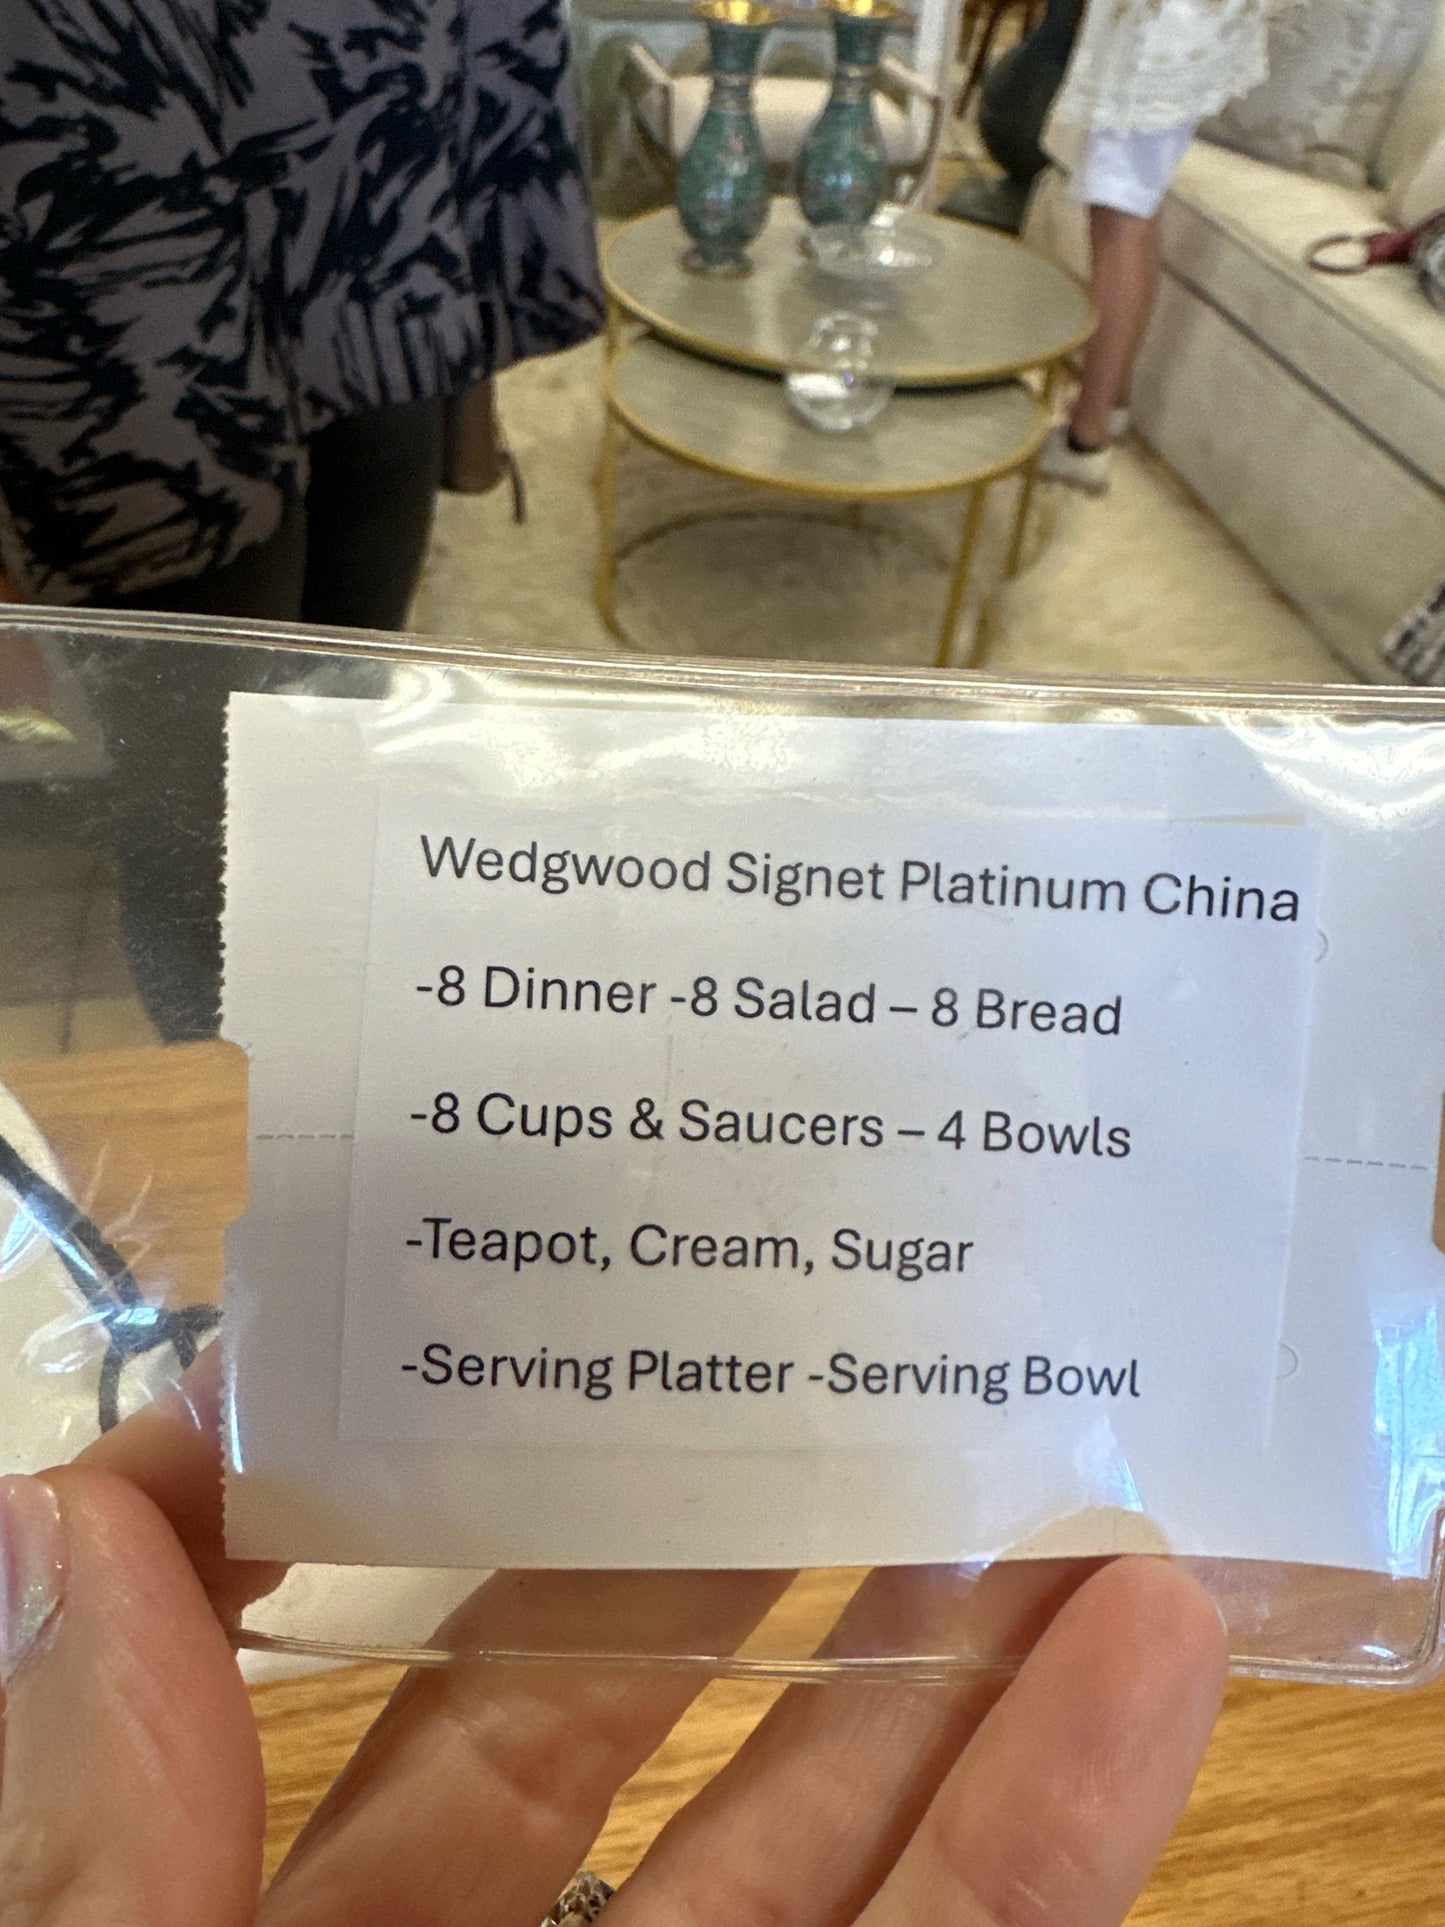 Wedgwood Signet Platinum China
-8 Dinner -8 Salad – 8 Bread
-8 Cups & Saucers – 4 Bowls
-Teapot, Cream, Sugar
-Serving Platter -Serving Bowl